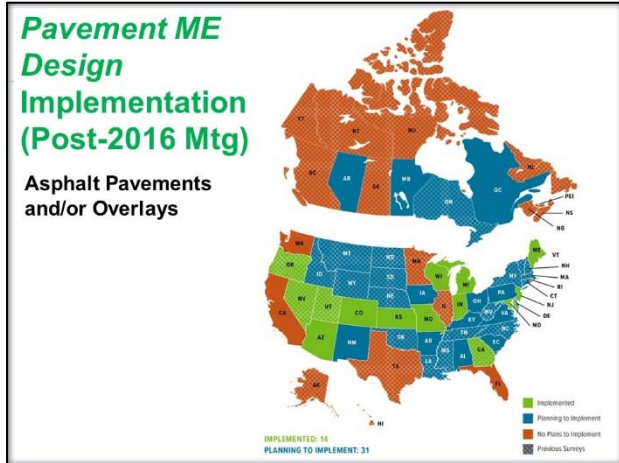 Pavement ME
Design
Implementation
(Post-2016 Mtg)
Asphalt Pavements
and/or Overlays
YT
NT
NU
BC
AB
SK
MB
ON
QC
NL
PEI
NS
NB
WA
OR
CA
NV
ID
UT
AZ
MT
WY
CO
NM
ND
SD
NE
KS
OK
TX
MN
IA
MO
AR
LA
WI
IL
MI
IN
OH
KY
TN
MS
AL
GA
FL
SC
NC
VA
WV
PA
NY
ME
VT
NH
MA
RI
CT
NJ
DE
MD
AK
HI
Implemented
Planning to Implement
No Plans to Implement
Previous Surveys
IMPLEMENTED: 14
PLANNING TO IMPLEMENT: 31